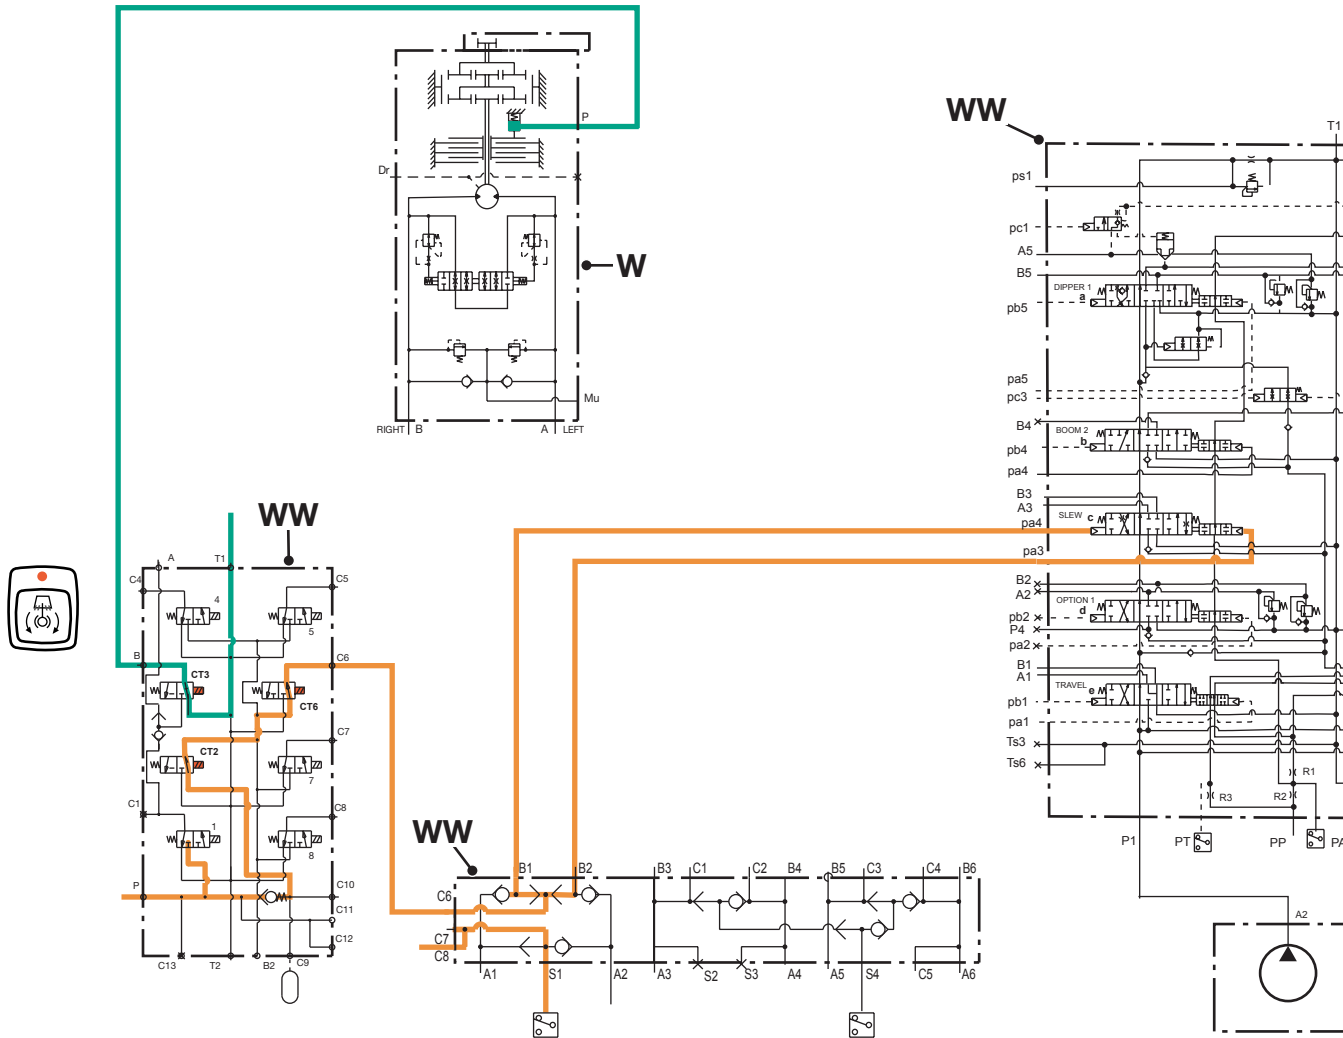 P
Dr
W
Mu
RIGHT B
A LEFT
WW
T1
ps1
pc1
A5
B5
DIPPER 1
a
pb5
pa5
pc3
B4
BOOM 2
b
pb4
pa4
B3
A3
SLEW
c
pa4
pa3
B2
A2
OPTION 1
d
pb2
P4
pa2
B1
A1
TRAVEL
e
pb1
pa1
Ts3
Ts6
R1
R3
R2
P1
PT
PP
PA
A2
WW
A
T1
C4
C5
4
5
B
C6
CT3
CT6
CT2
C7
7
C1
C8
1
8
P
C10
C11
C12
C13
T2
B2
C9
WW
B1
B2
B3
C1
C2
B4
B5
C3
C4
B6
C6
C7
C8
A1
S1
A2
A3
S2
S3
A4
A5
S4
C5
A6